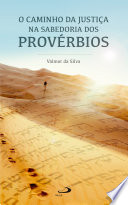 O CAMINHO DA JUSTIÇA
NA SABEDORIA DOS
PROVÉRBIOS
Valmor da Silva